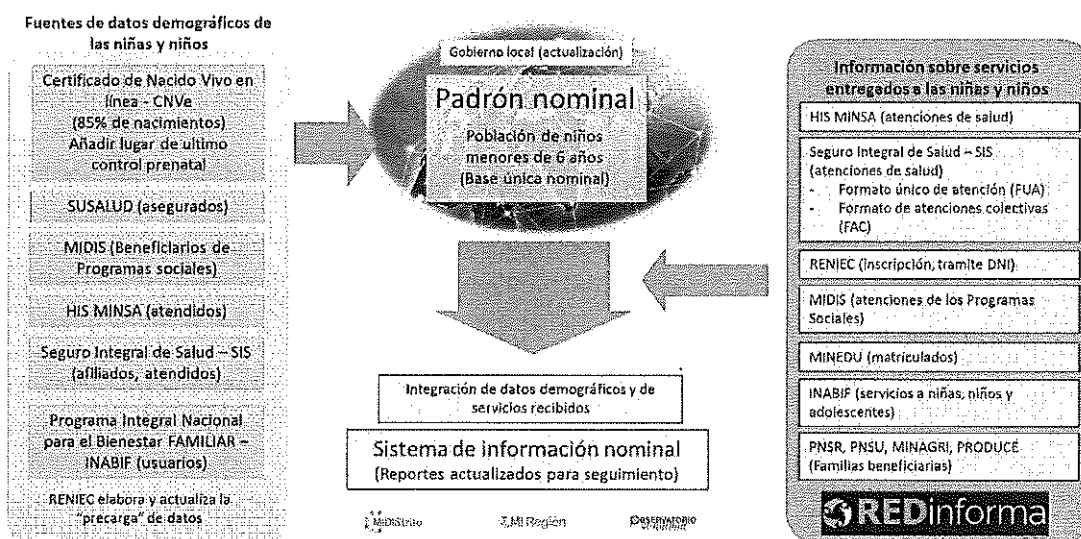 Fuentes de datos demográficos de
las niñas y niños
Certificado de Nacido Vivo en
línea - CNVe
(85% de nacimientos)
Añadir lugar de ultimo
control prenatal
SUSALUD (asegurados)
MIDIS (Beneficiarios de
Programas sociales)
HIS MINSA (atendidos)
Seguro Integral de Salud – SIS
(afiliados, atendidos)
Programa Integral Nacional
para el Bienestar FAMILIAR –
INABIF (usuarios)
RENIEC elabora y actualiza la
"precarga" de datos
Gobierno local (actualización)
Padrón nominal
Población de niños
menores de 6 años
(Base única nominal)
Integración de datos demográficos y de
servicios recibidos
Sistema de información nominal
(Reportes actualizados para seguimiento)
MiDistrito
Mi Región
Observatorio
Información sobre servicios
entregados a las niñas y niños
HIS MINSA (atenciones de salud)
Seguro Integral de Salud – SIS
(atenciones de salud)
- Formato único de atención (FUA)
- Formato de atenciones colectivas
(FAC)
RENIEC (inscripción, tramite DNI)
MIDIS (atenciones de los Programas
Sociales)
MINEDU (matriculados)
INABIF (servicios a niñas, niños y
adolescentes)
PNSR, PNSU, MINAGRI, PRODUCE
(Familias beneficiarias)
REDinforma